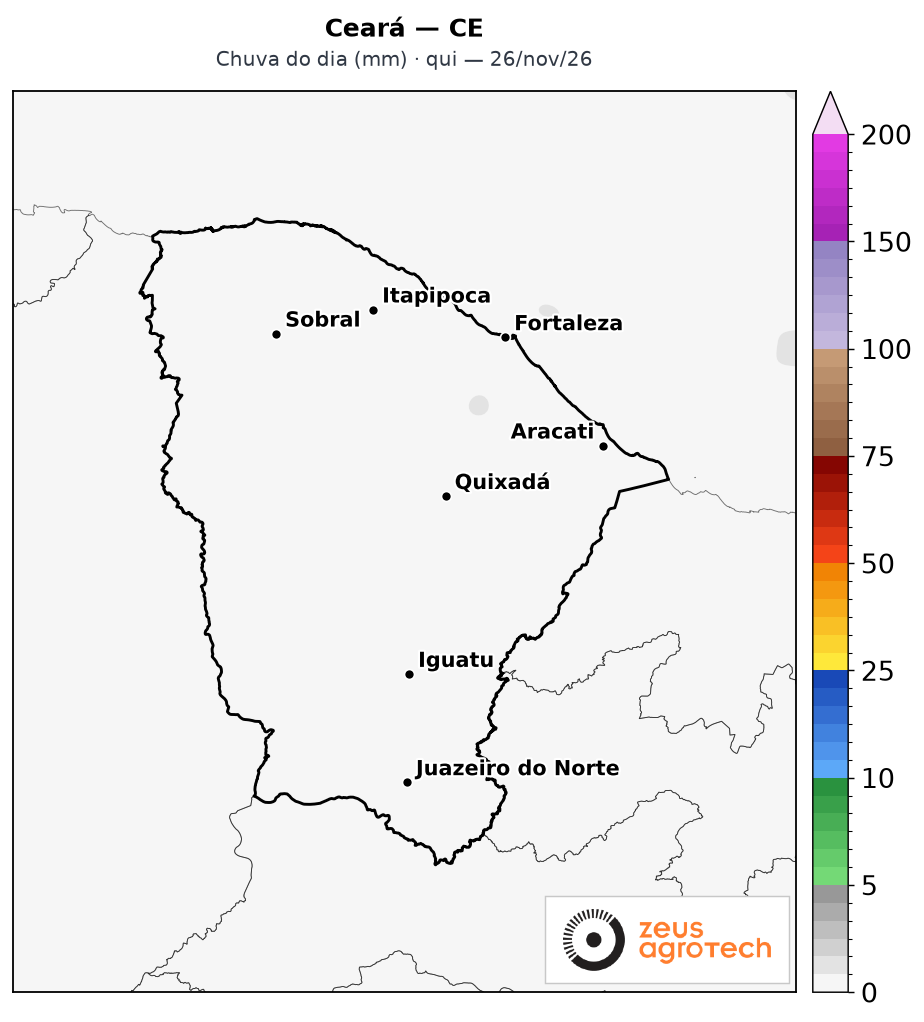 Ceará — CE
Chuva do dia (mm) · qui — 26/nov/26
200
150
100
75
50
25
10
5
0
Itapipoca
Sobral
Fortaleza
Aracati
Quixadá
Iguatu
Juazeiro do Norte
zeus
agrotech